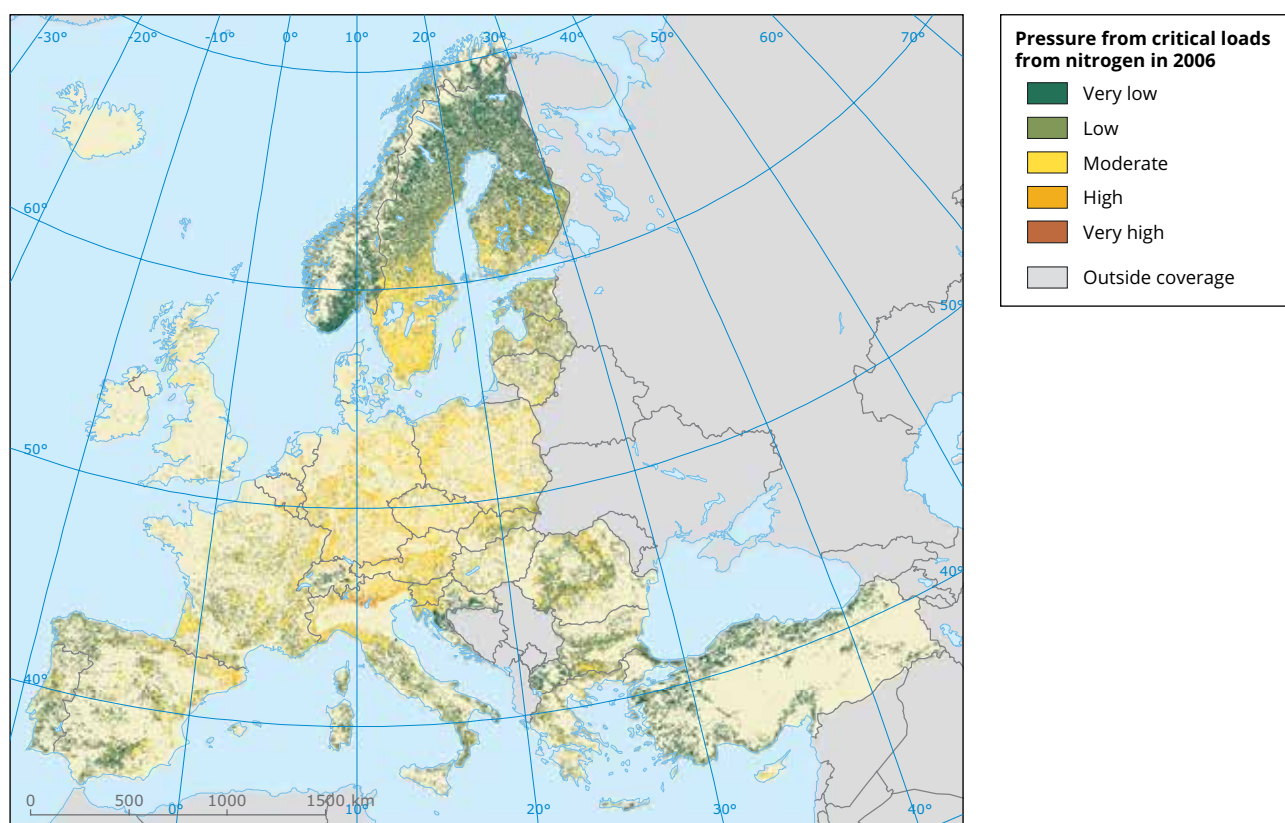 -30° -20° -10° 0° 10° 20° 30° 40° 50° 60° 70°
60°
50°
50°
40°
40°
0 500 1000 1500 km
0° 10° 20° 30° 40°
Pressure from critical loads
from nitrogen in 2006
Very low
Low
Moderate
High
Very high
Outside coverage